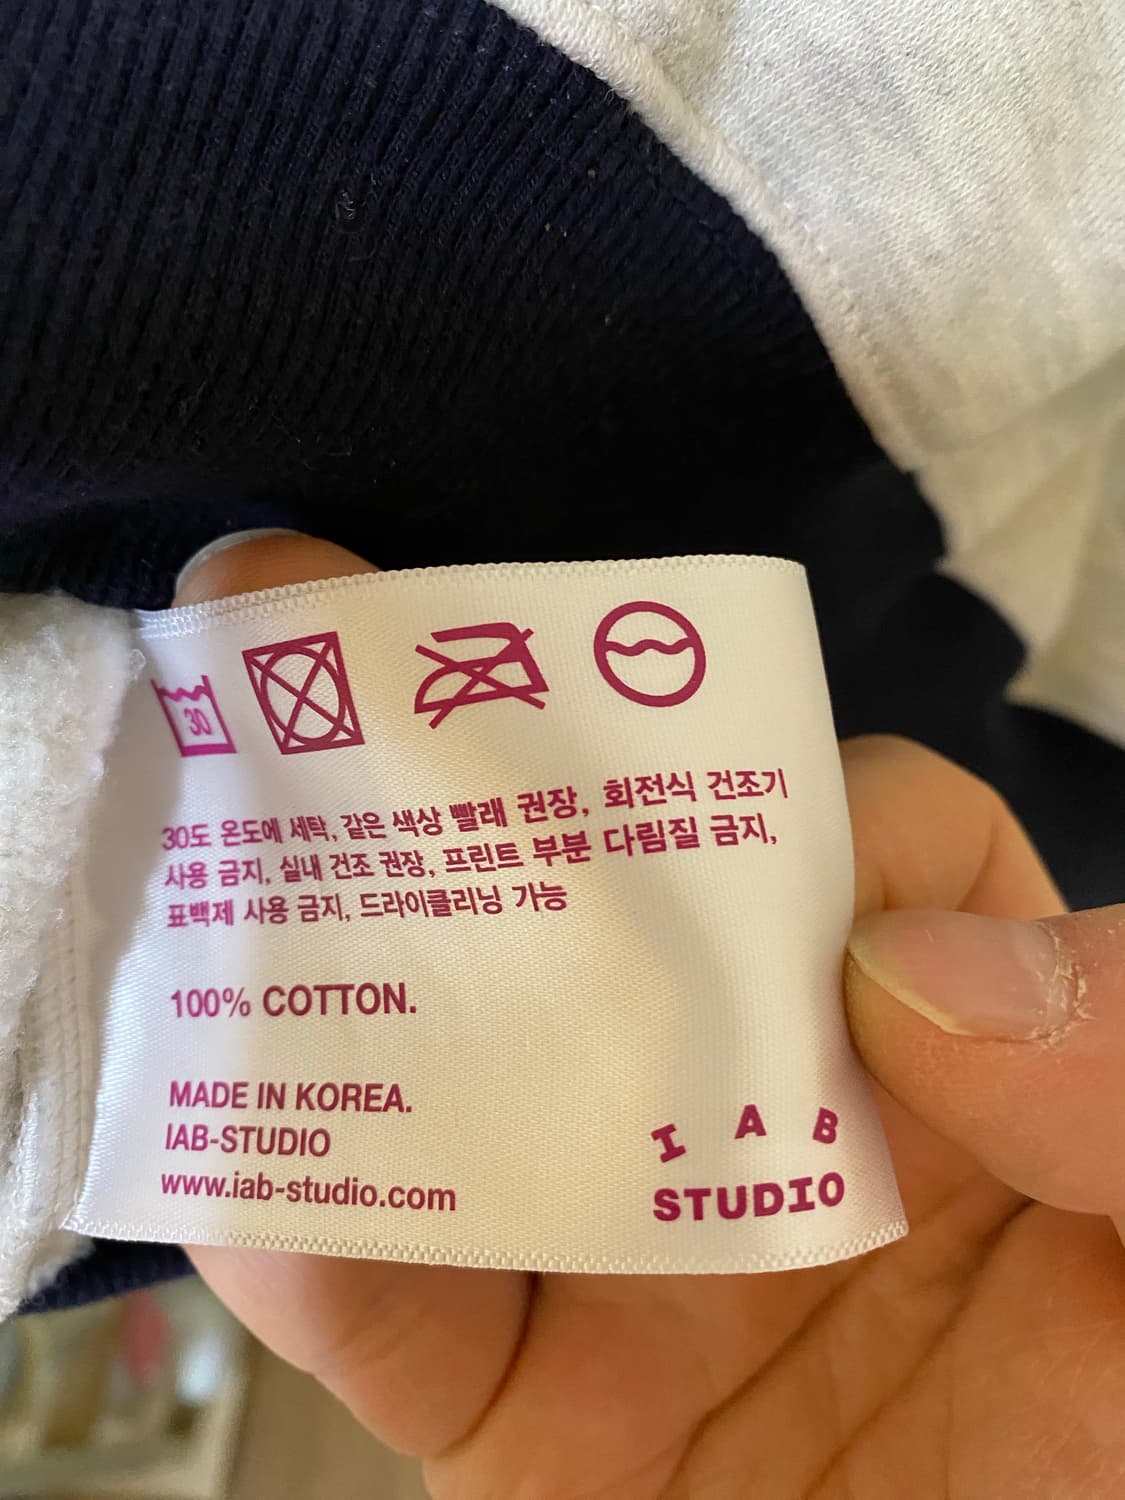 30
30도 온도에 세탁, 같은 색상 빨래 권장, 회전식 건조기
사용 금지, 실내 건조 권장, 프린트 부분 다림질 금지,
표백제 사용 금지, 드라이클리닝 가능
100% COTTON.
MADE IN KOREA.
IAB-STUDIO
www.iab-studio.com
I A B
STUDIO